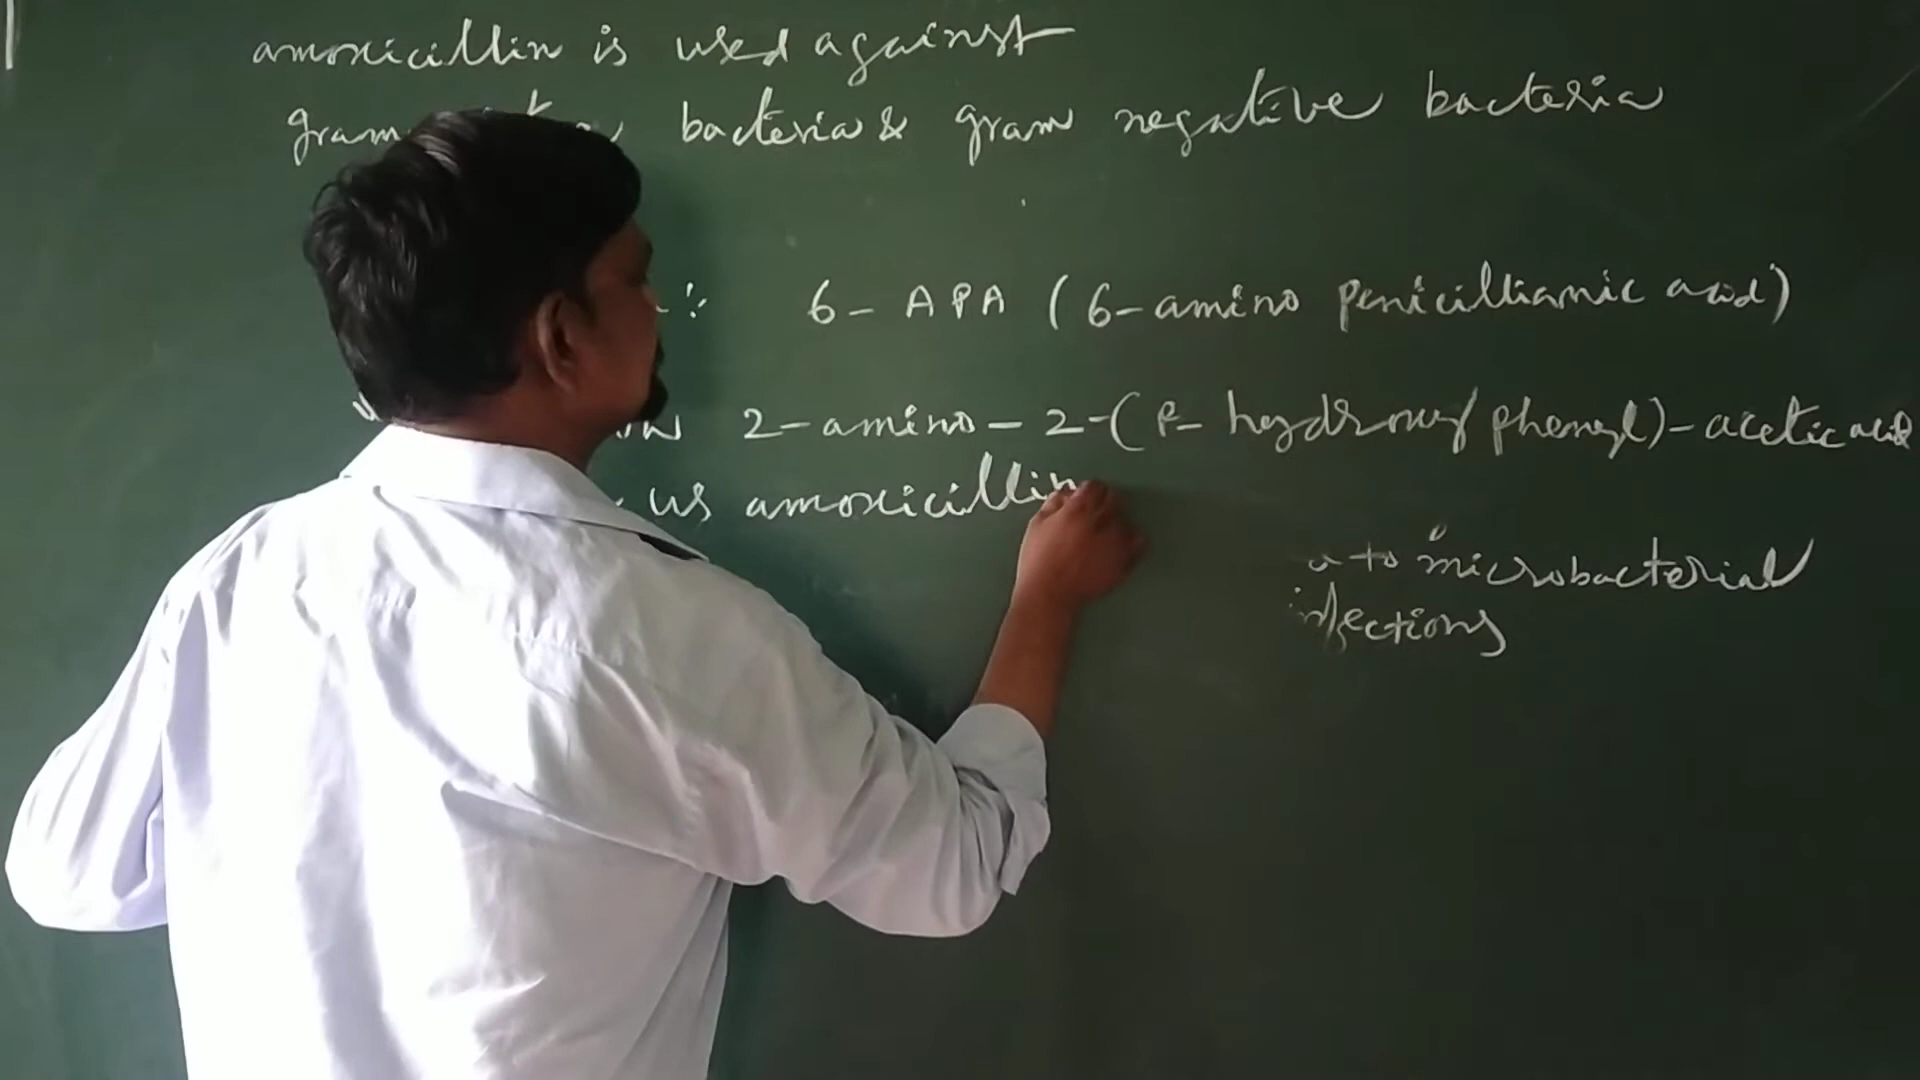 amoxicillin is used against
gram bacteria & gram negative bacteria
6- APA (6-amino penicillianic acid)
2-amino-2-(P-hydroxy phenyl)-acetic acid
us amoxicillin
to microbacterial
infections